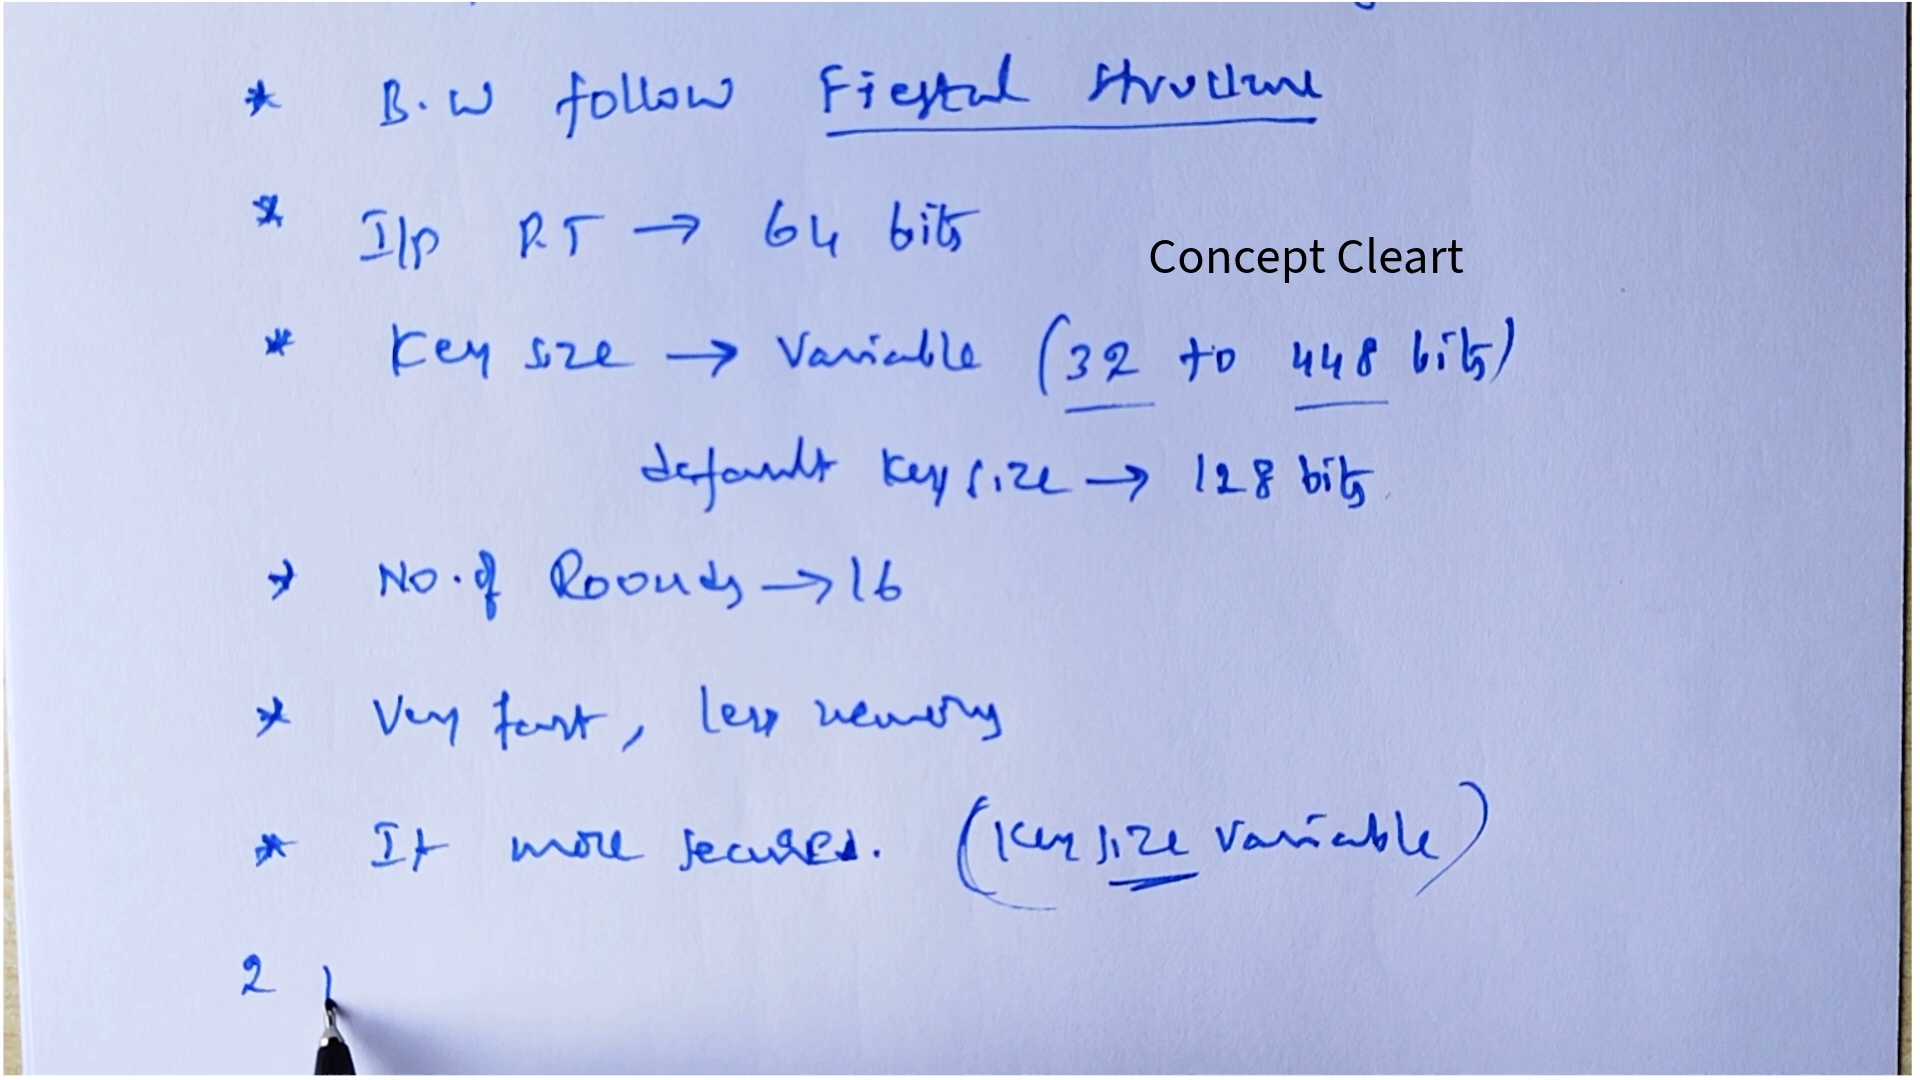 * B.W follow Fiestal structure
* I/p P.T → 64 bits
Concept Cleart
* Key size → Variable (32 to 448 bits)
default key size → 128 bits
* No. of Rounds → 16
* Very fast, less memory
* It more secured. (Key size variable)
2